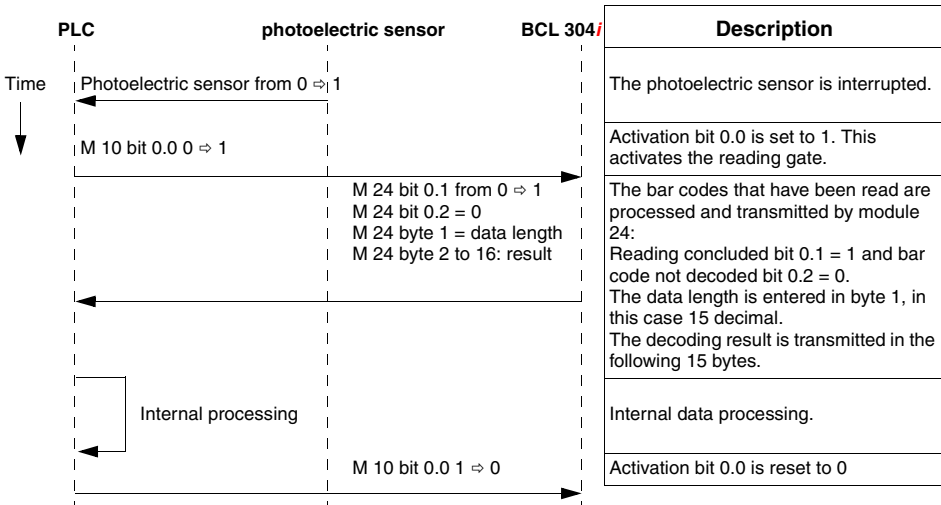 PLC photoelectric sensor BCL 304i Description
Time
Photoelectric sensor from 0 ⇨ 1
The photoelectric sensor is interrupted.
M 10 bit 0.0 0 ⇨ 1
Activation bit 0.0 is set to 1. This
activates the reading gate.
M 24 bit 0.1 from 0 ⇨ 1
M 24 bit 0.2 = 0
M 24 byte 1 = data length
M 24 byte 2 to 16: result
The bar codes that have been read are
processed and transmitted by module
24:
Reading concluded bit 0.1 = 1 and bar
code not decoded bit 0.2 = 0.
The data length is entered in byte 1, in
this case 15 decimal.
The decoding result is transmitted in the
following 15 bytes.
Internal processing
Internal data processing.
M 10 bit 0.0 1 ⇨ 0
Activation bit 0.0 is reset to 0